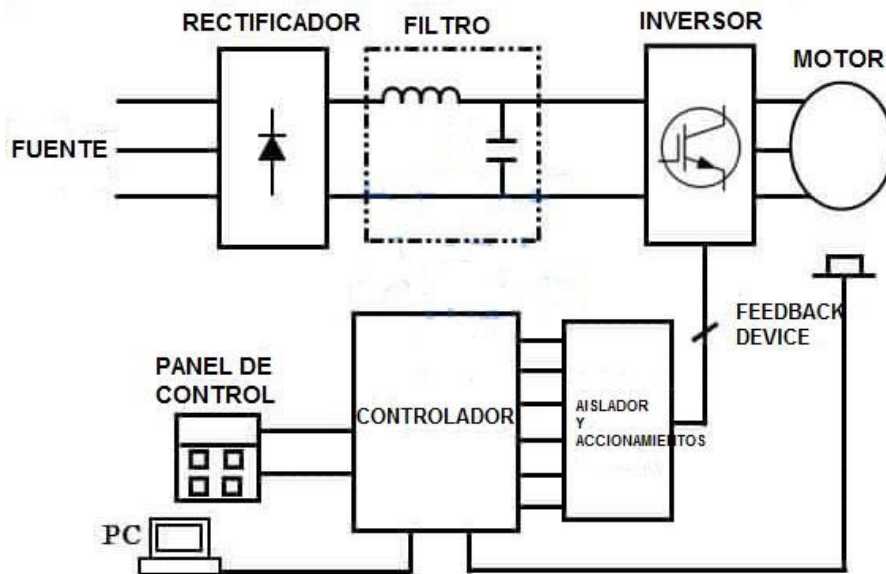 RECTIFICADOR
FILTRO
INVERSOR
MOTOR
FUENTE
FEEDBACK
DEVICE
PANEL DE
CONTROL
CONTROLADOR
AISLADOR
Y
ACCIONAMIENTOS
PC